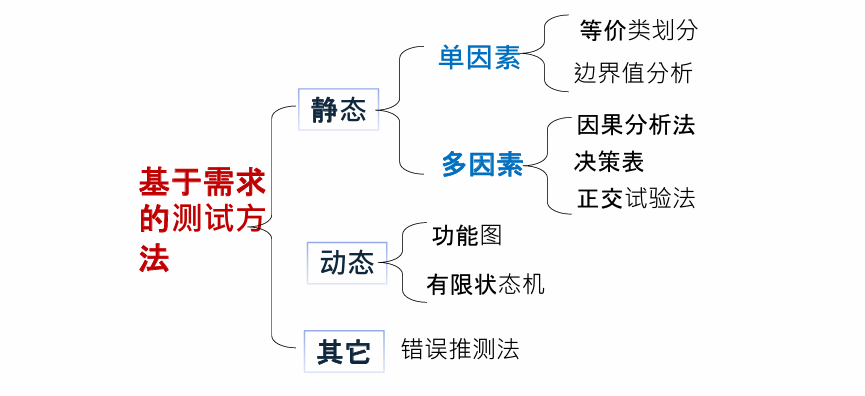 基于需求
的测试方
法
静态
单因素
等价类划分
边界值分析
多因素
因果分析法
决策表
正交试验法
动态
功能图
有限状态机
其它
错误推测法